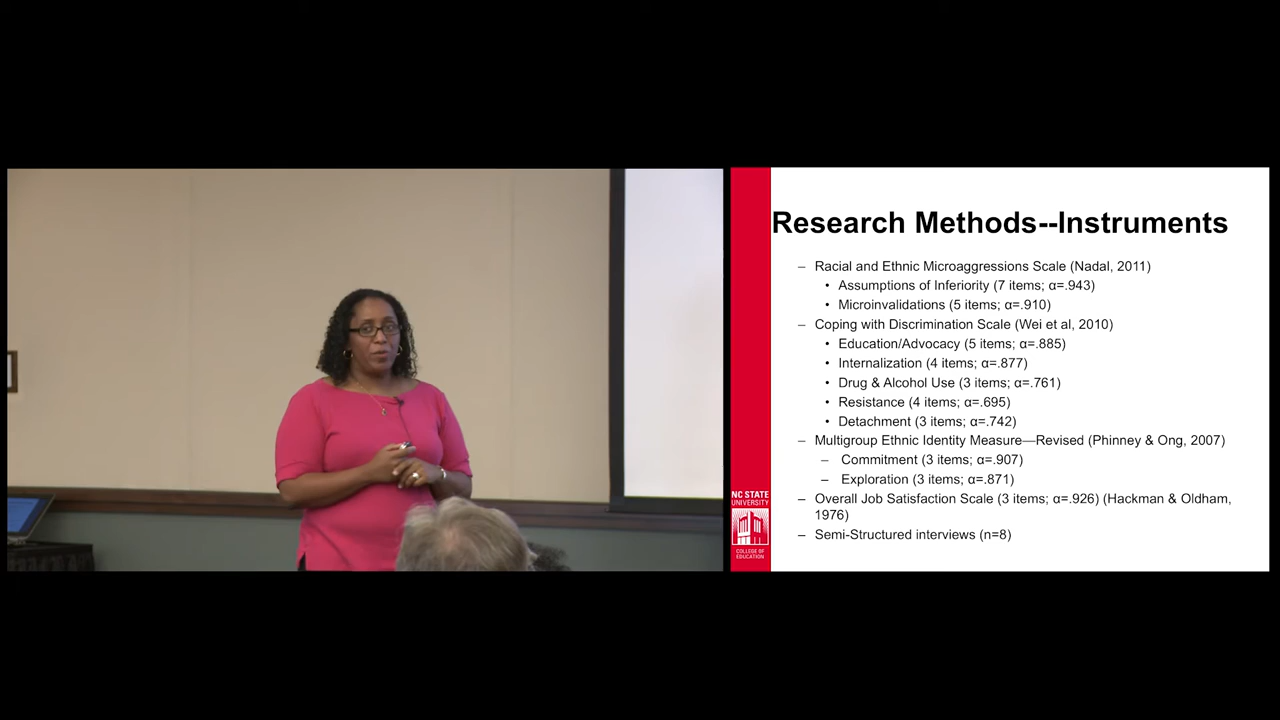 Research Methods--Instruments
– Racial and Ethnic Microaggressions Scale (Nadal, 2011)
• Assumptions of Inferiority (7 items; α=.943)
• Microinvalidations (5 items; α=.910)
– Coping with Discrimination Scale (Wei et al, 2010)
• Education/Advocacy (5 items; α=.885)
• Internalization (4 items; α=.877)
• Drug & Alcohol Use (3 items; α=.761)
• Resistance (4 items; α=.695)
• Detachment (3 items; α=.742)
– Multigroup Ethnic Identity Measure—Revised (Phinney & Ong, 2007)
– Commitment (3 items; α=.907)
– Exploration (3 items; α=.871)
– Overall Job Satisfaction Scale (3 items; α=.926) (Hackman & Oldham,
1976)
– Semi-Structured interviews (n=8)
NC STATE
UNIVERSITY
COLLEGE OF
EDUCATION